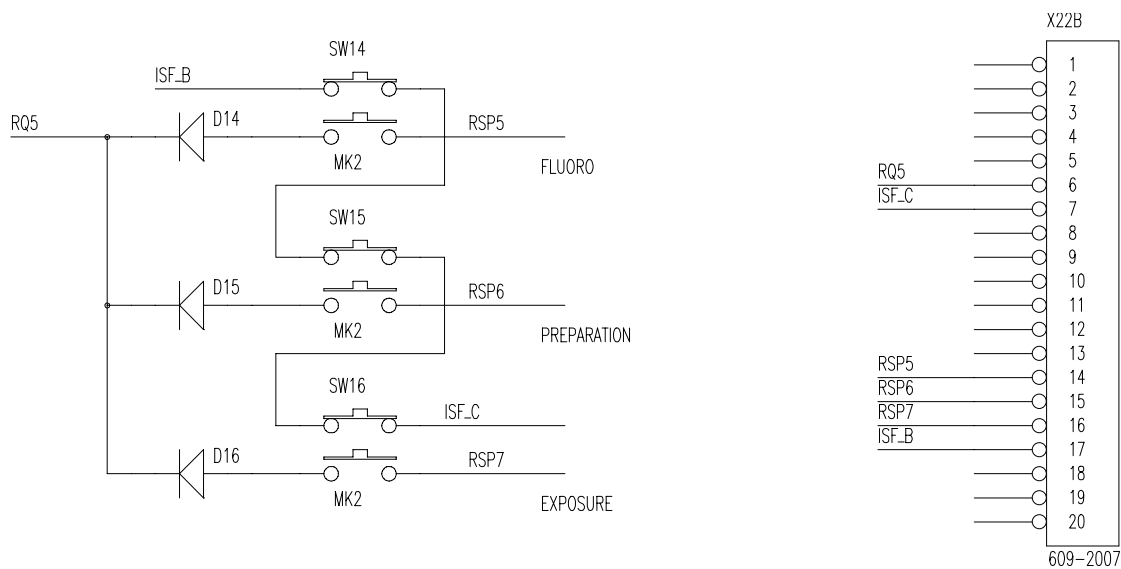 SW14
ISF_B
D14
RQ5
RSP5
MK2
FLUORO
SW15
D15
RSP6
MK2
PREPARATION
SW16
ISF_C
D16
RSP7
MK2
EXPOSURE
X22B
1
2
3
4
5
RQ5 6
ISF_C 7
8
9
10
11
12
13
RSP5 14
RSP6 15
RSP7 16
ISF_B 17
18
19
20
609-2007